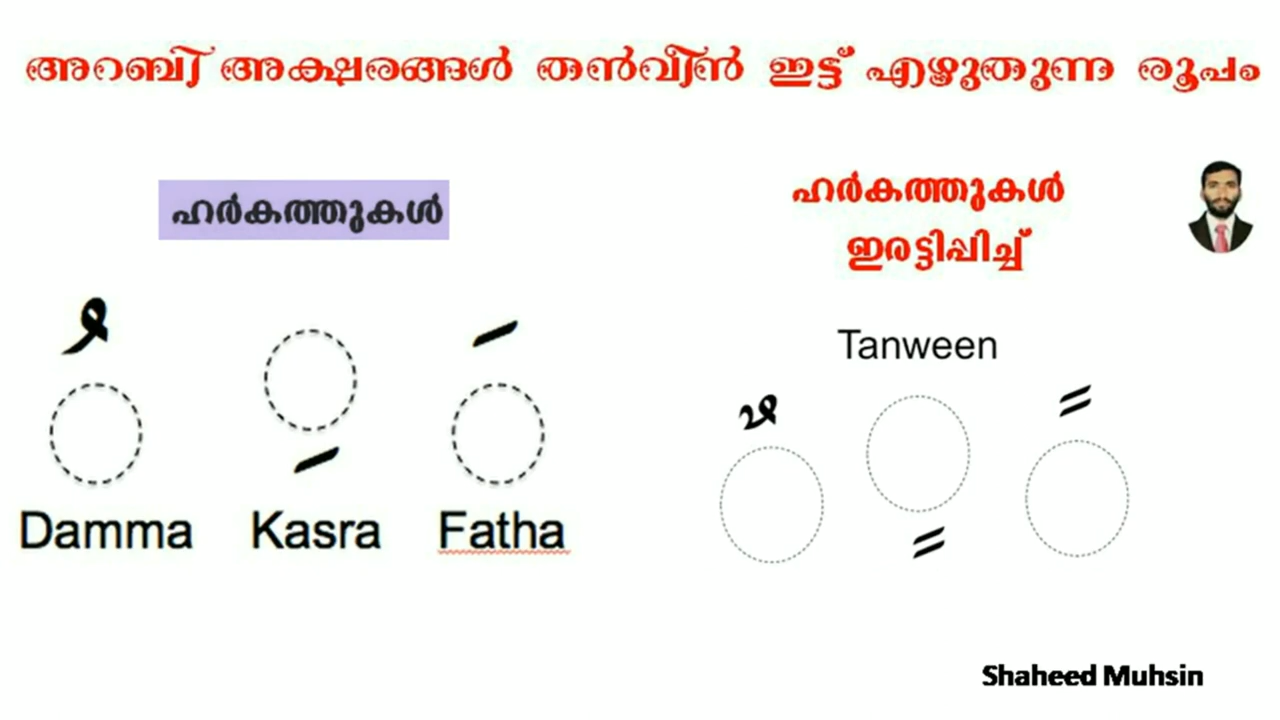 അറബി അക്ഷരങ്ങൾ തൻവീൻ ഇട്ട് എഴുതുന്ന രൂപം
ഹർകത്തുകൾ
Damma Kasra Fatha
ഹർകത്തുകൾ
ഇരട്ടിപ്പിച്ച്
Tanween
Shaheed Muhsin